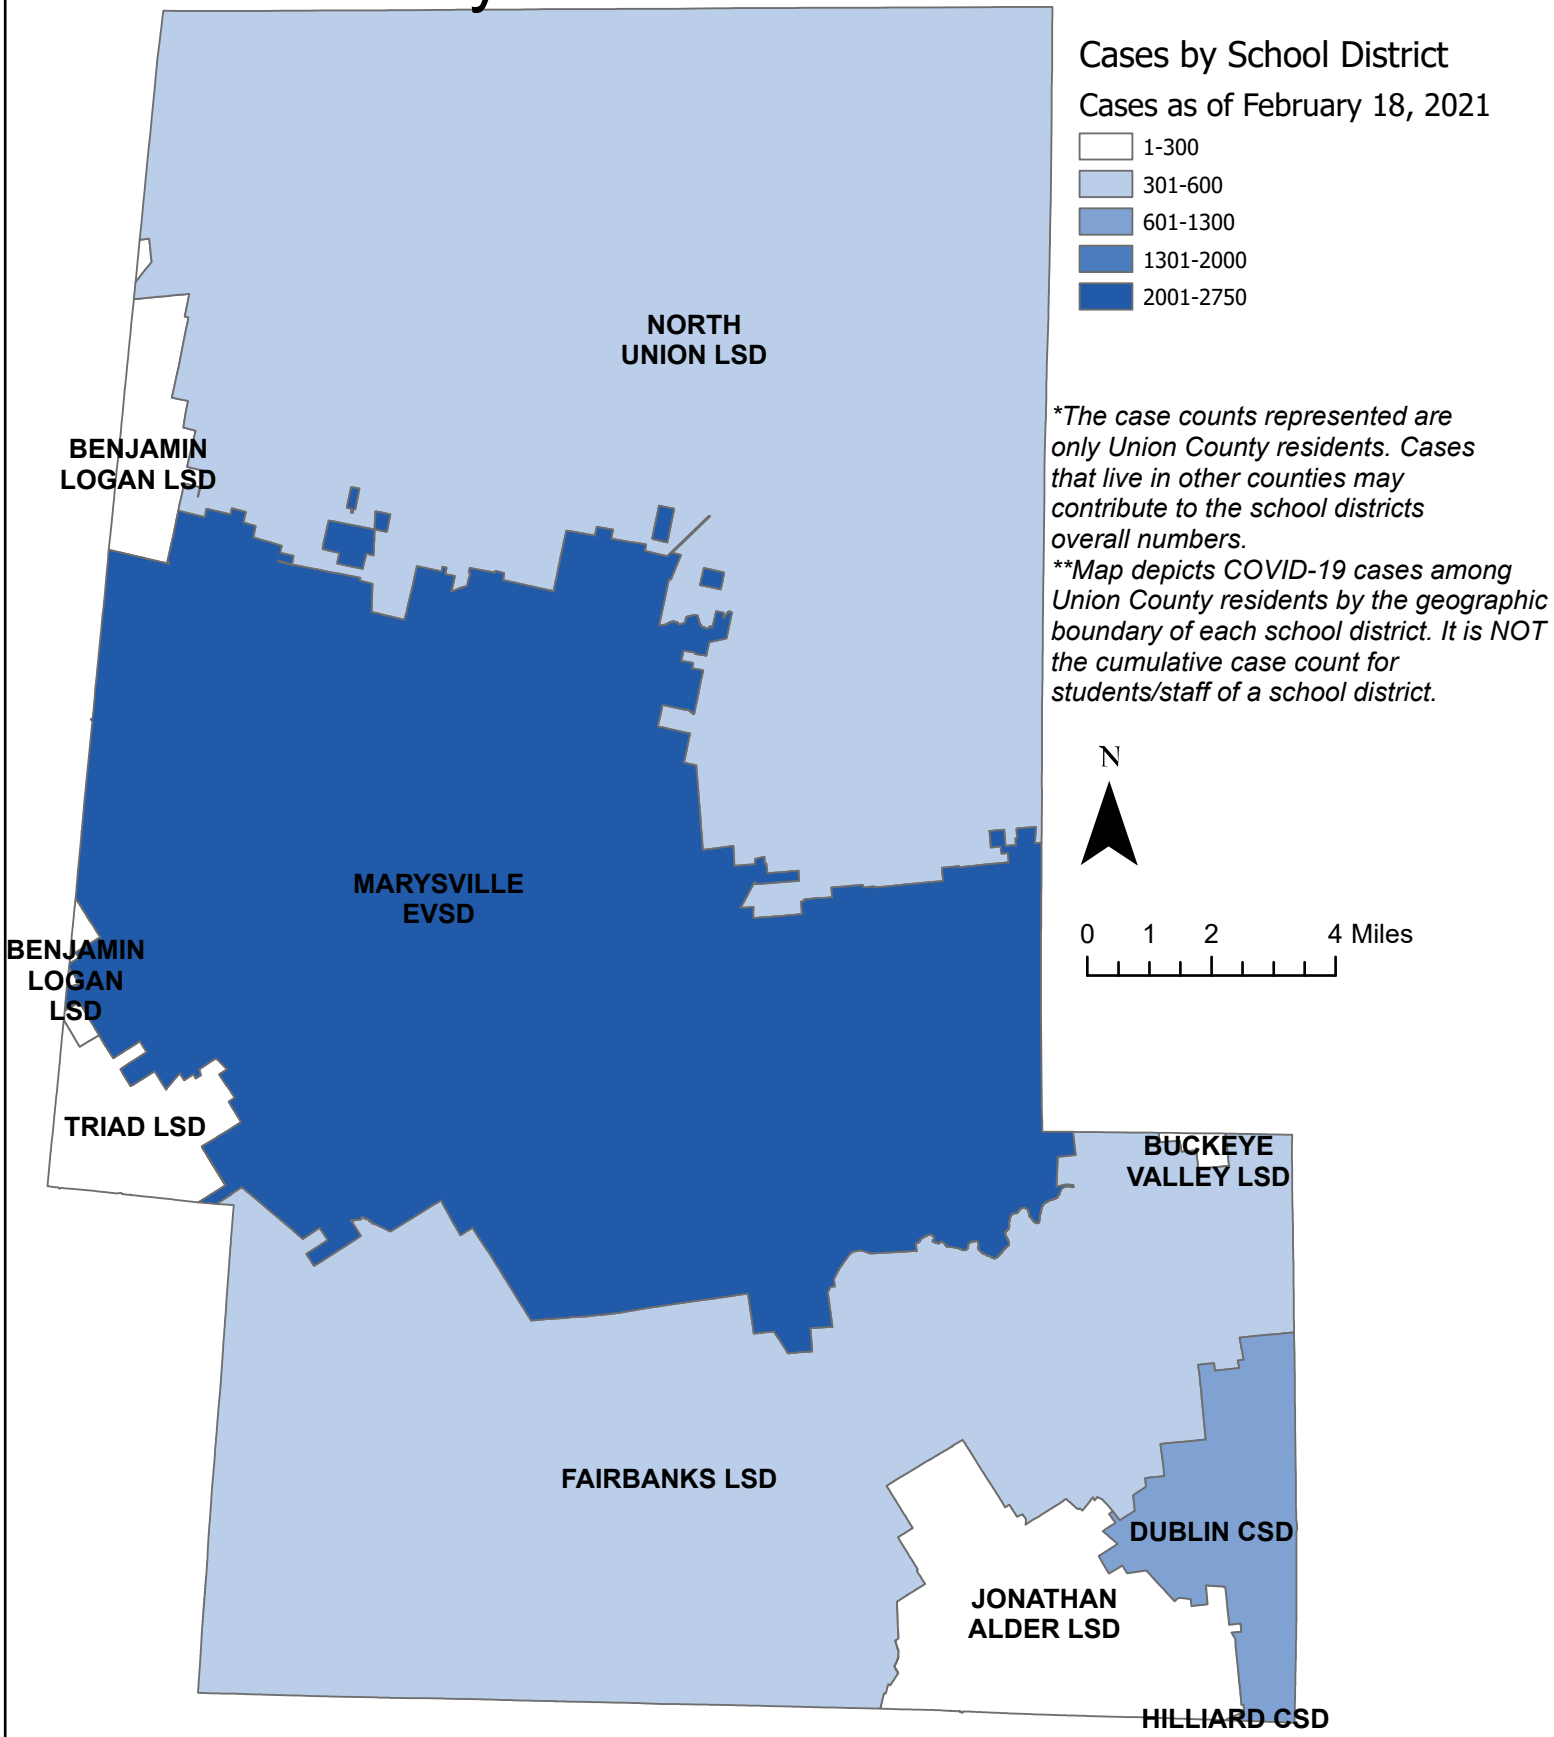 Cases by School District
Cases as of February 18, 2021
1-300
301-600
601-1300
1301-2000
2001-2750
NORTH
UNION LSD
*The case counts represented are
only Union County residents. Cases
that live in other counties may
contribute to the school districts
overall numbers.
**Map depicts COVID-19 cases among
Union County residents by the geographic
boundary of each school district. It is NOT
the cumulative case count for
students/staff of a school district.
BENJAMIN
LOGAN LSD
N
MARYSVILLE
EVSD
0 1 2 4 Miles
BENJAMIN
LOGAN
LSD
TRIAD LSD
BUCKEYE
VALLEY LSD
FAIRBANKS LSD
DUBLIN CSD
JONATHAN
ALDER LSD
HILLIARD CSD